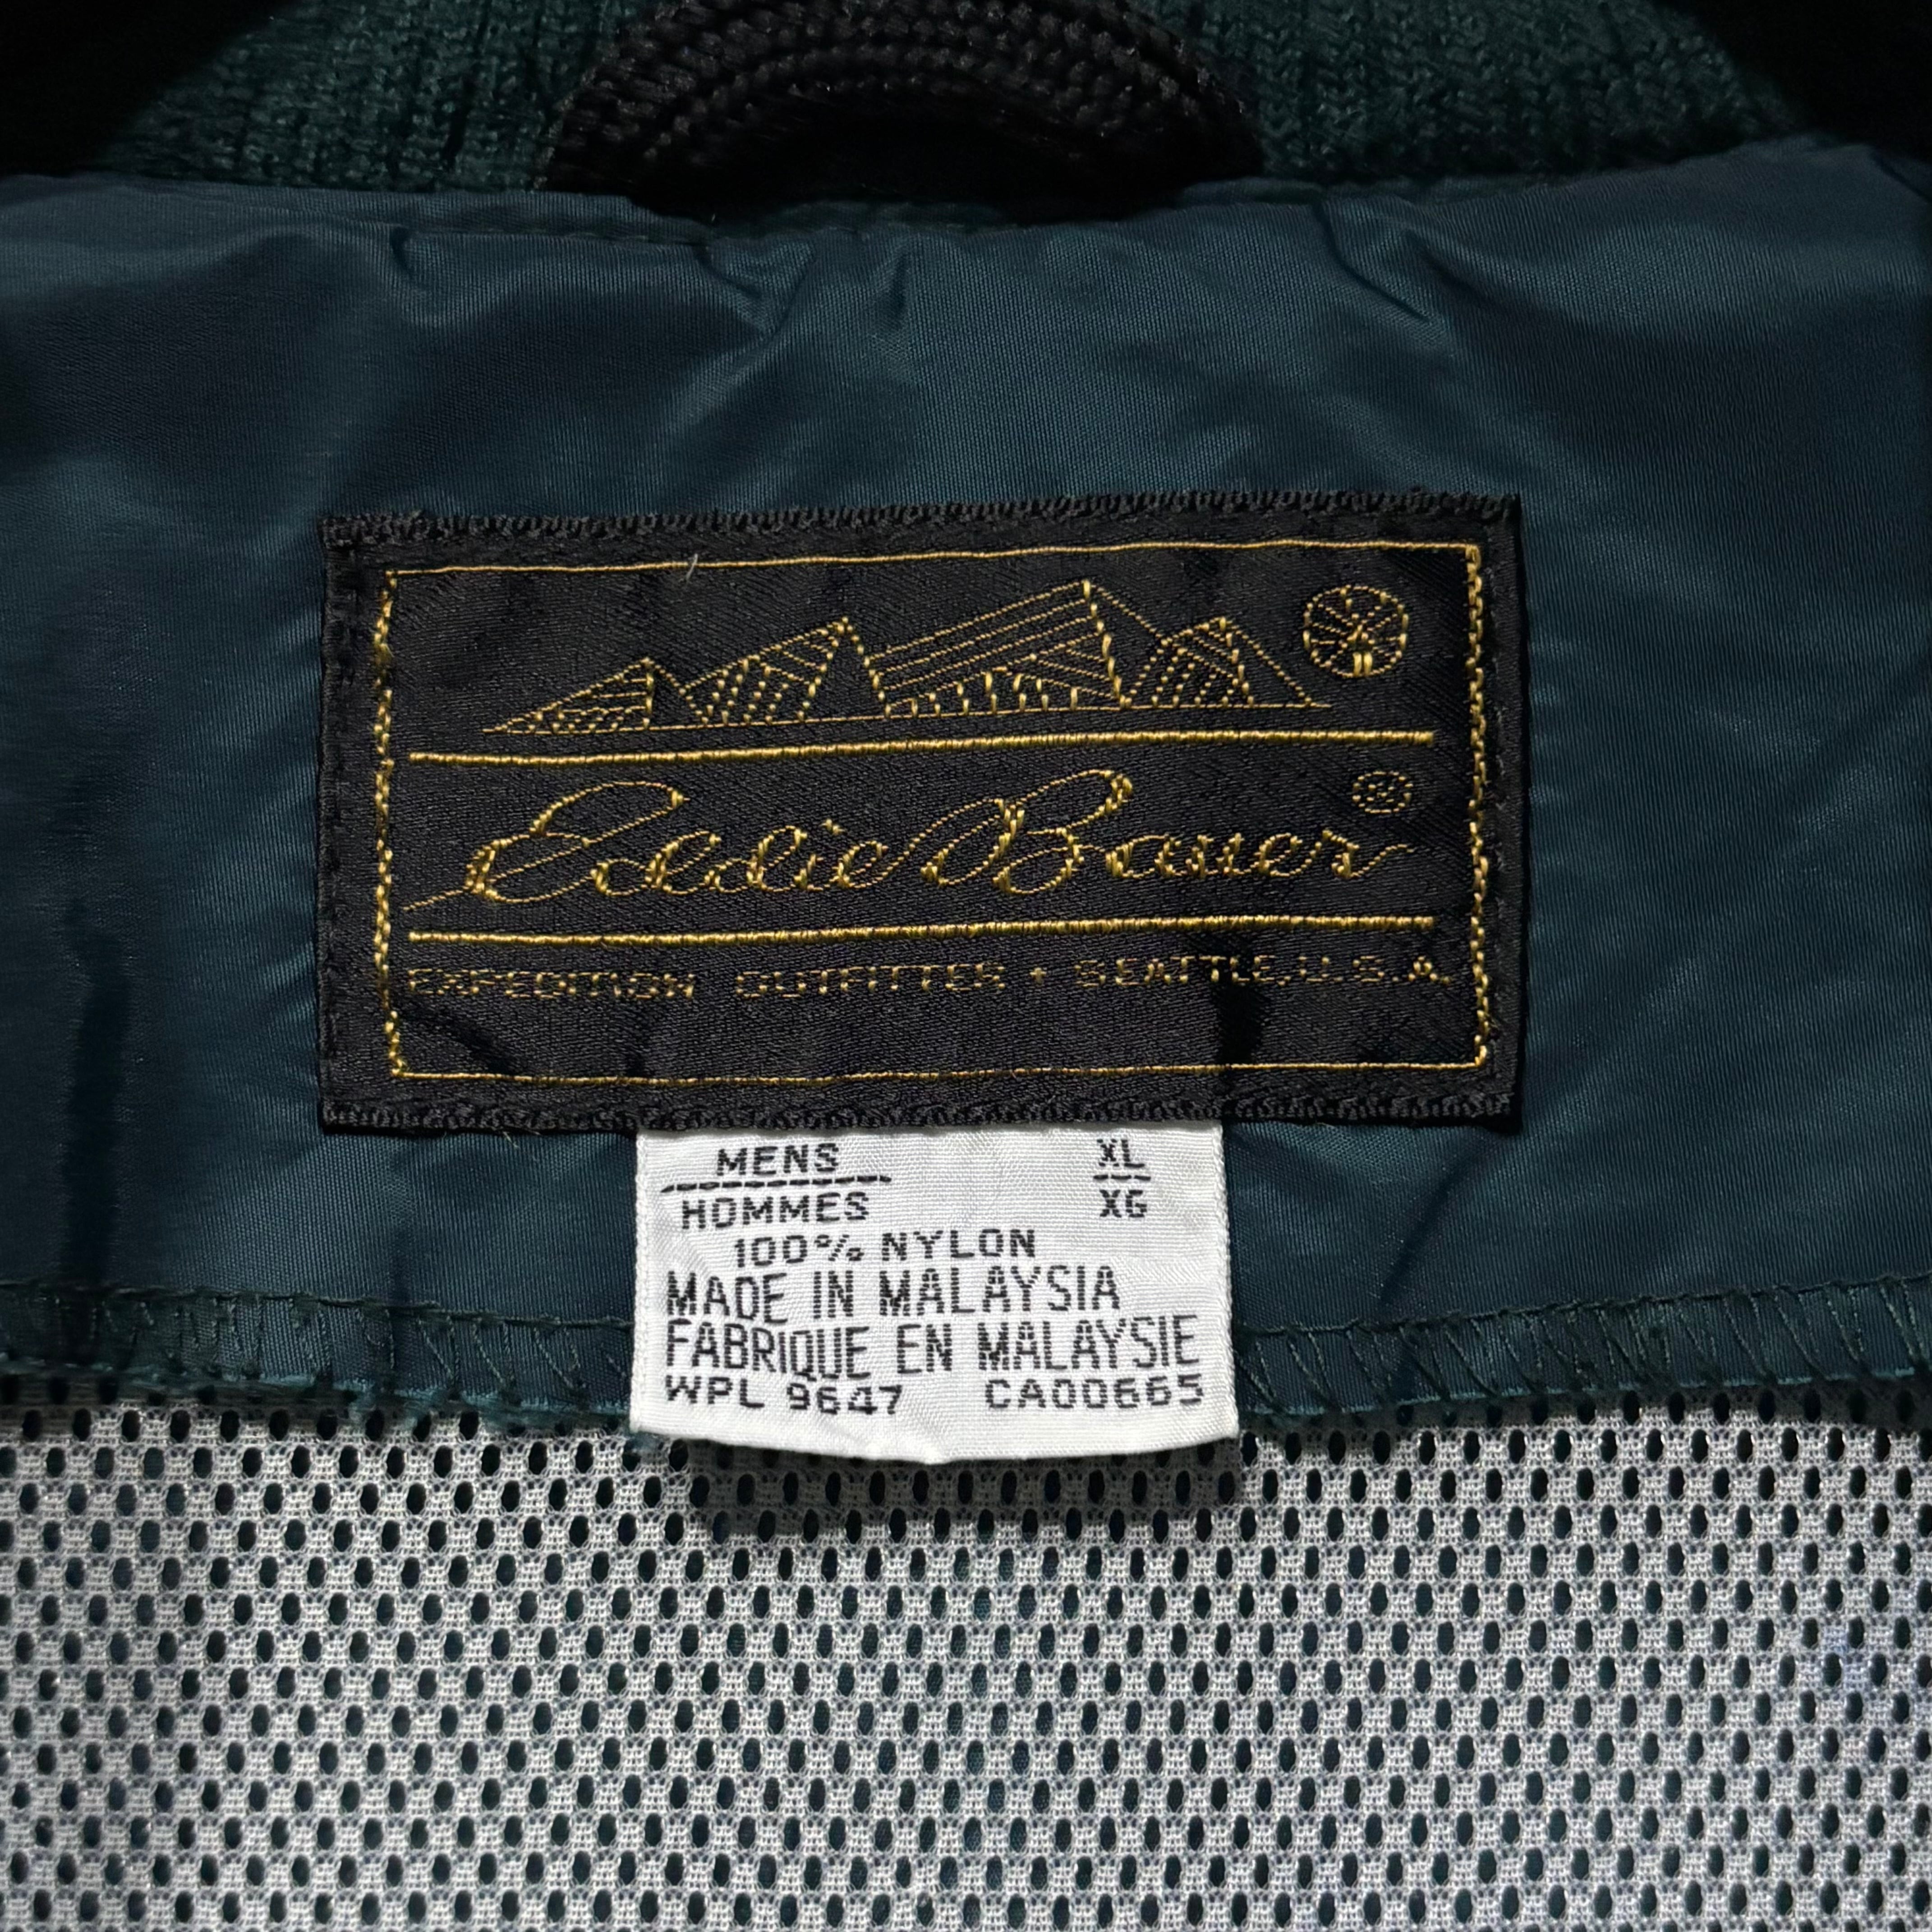 Eddie Bauer®
EXPEDITION OUTFITTER • SEATTLE, U.S.A.
MENS XL
HOMMES XG
100% NYLON
MADE IN MALAYSIA
FABRIQUE EN MALAYSIE
WPL 9647 CA00665